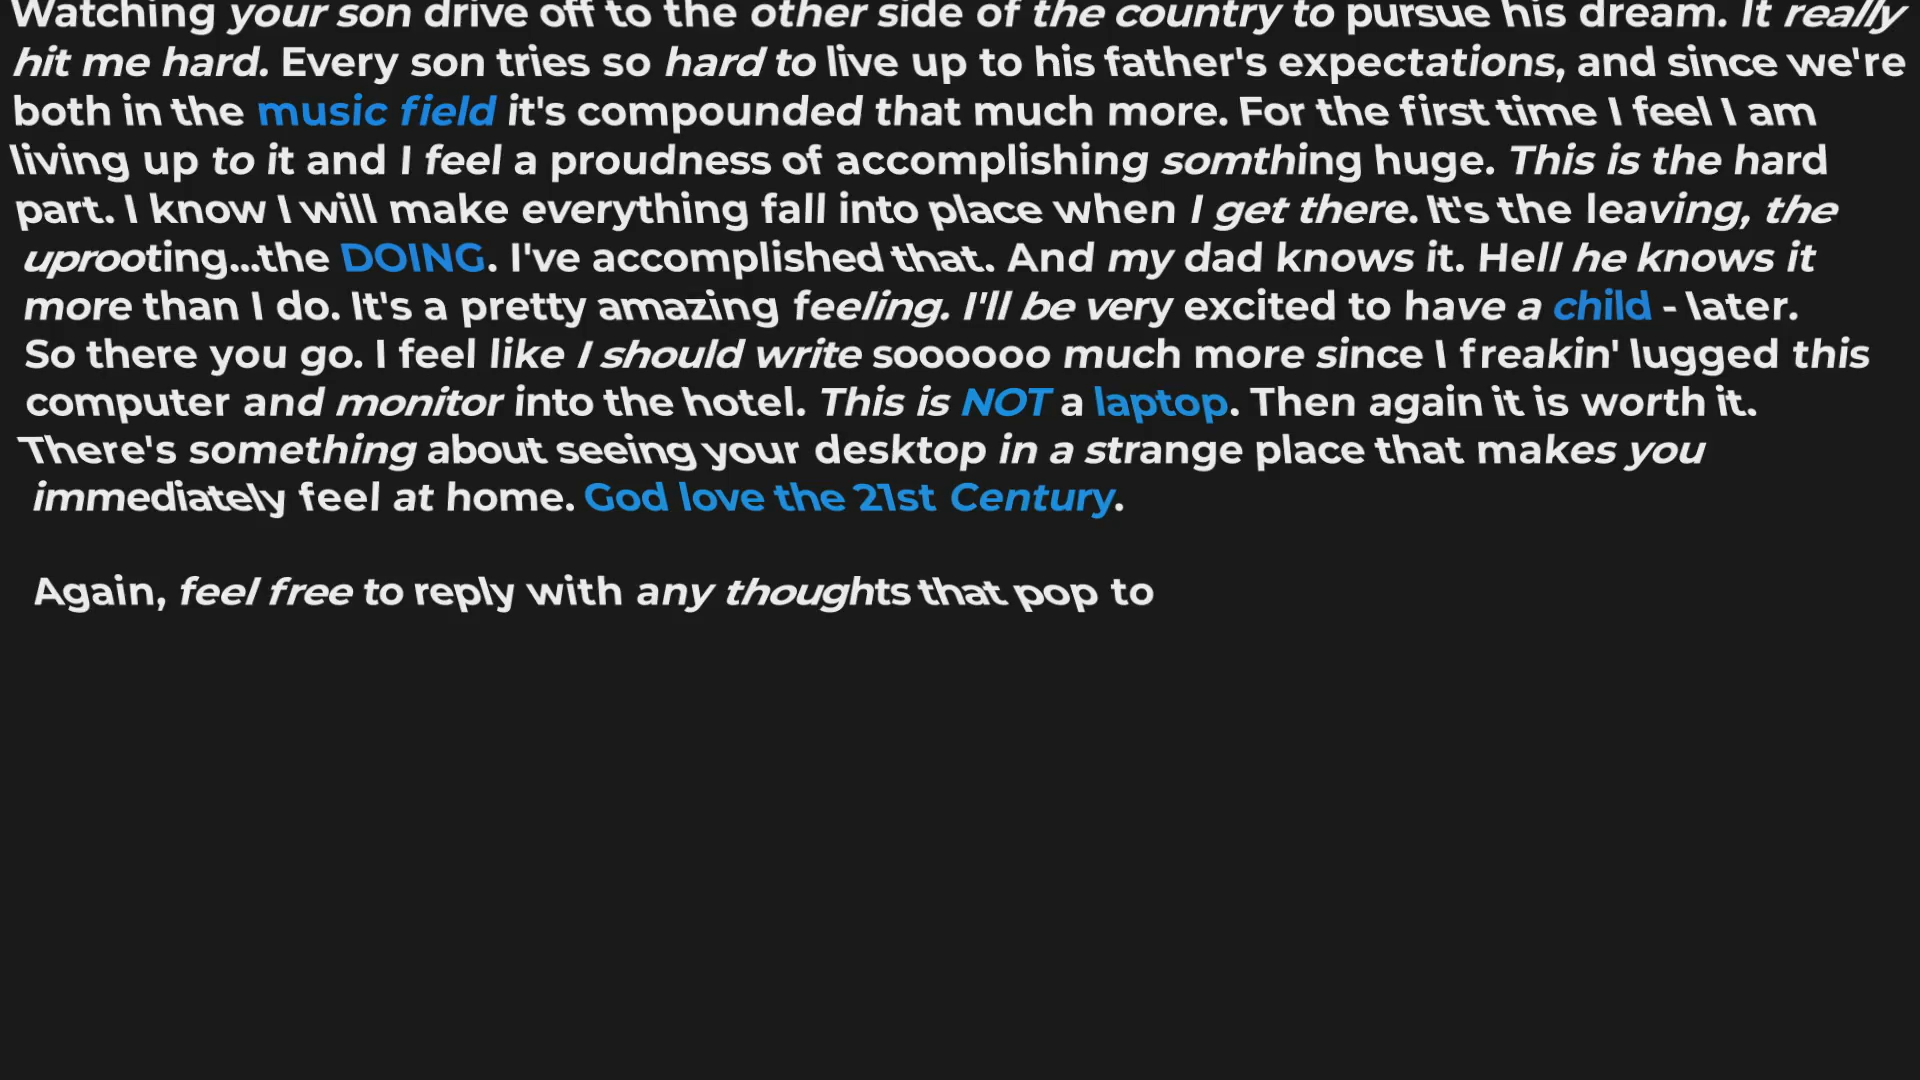 Watching your son drive off to the other side of the country to pursue his dream. It really
hit me hard. Every son tries so hard to live up to his father's expectations, and since we're
both in the music field it's compounded that much more. For the first time I feel I am
living up to it and I feel a proudness of accomplishing somthing huge. This is the hard
part. I know I will make everything fall into place when I get there. It's the leaving, the
uprooting...the DOING. I've accomplished that. And my dad knows it. Hell he knows it
more than I do. It's a pretty amazing feeling. I'll be very excited to have a child - later.
So there you go. I feel like I should write soooooo much more since I freakin' lugged this
computer and monitor into the hotel. This is NOT a laptop. Then again it is worth it.
There's something about seeing your desktop in a strange place that makes you
immediately feel at home. God love the 21st Century.
Again, feel free to reply with any thoughts that pop to